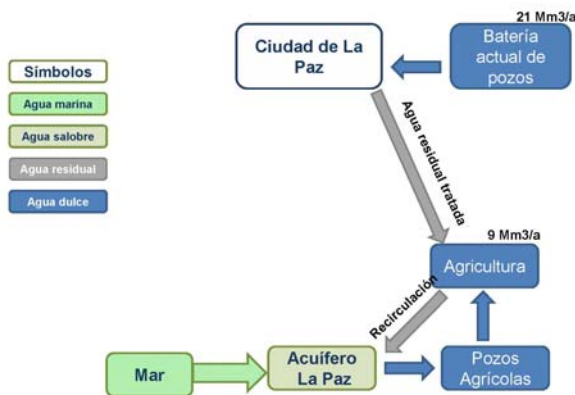 21 Mm3/a
Ciudad de La
Paz
Batería
actual de
pozos
Símbolos
Agua marina
Agua salobre
Agua residual
Agua dulce
Agua residual tratada
9 Mm3/a
Agricultura
Recirculación
Mar
Acuífero
La Paz
Pozos
Agrícolas